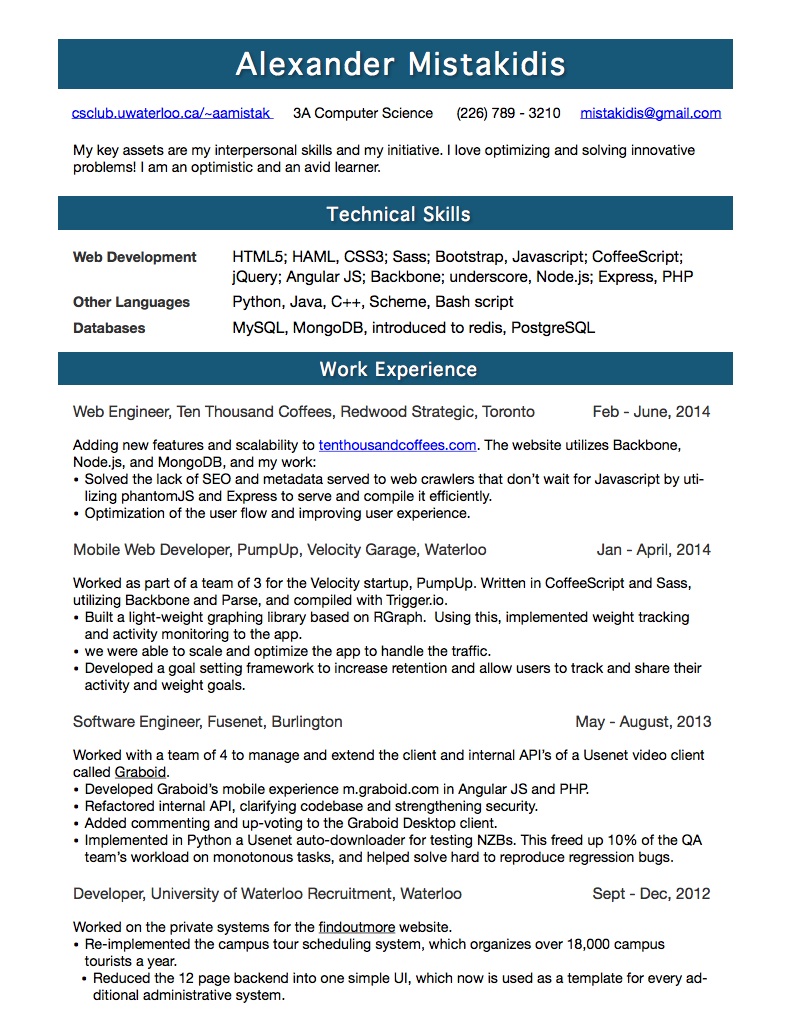 Alexander Mistakidis
csclub.uwaterloo.ca/~aamistak 3A Computer Science (226) 789 - 3210 mistakidis@gmail.com
My key assets are my interpersonal skills and my initiative. I love optimizing and solving innovative
problems! I am an optimistic and an avid learner.
Technical Skills
Web Development HTML5; HAML, CSS3; Sass; Bootstrap, Javascript; CoffeeScript;
jQuery; Angular JS; Backbone; underscore, Node.js; Express, PHP
Other Languages Python, Java, C++, Scheme, Bash script
Databases MySQL, MongoDB, introduced to redis, PostgreSQL
Work Experience
Web Engineer, Ten Thousand Coffees, Redwood Strategic, Toronto Feb - June, 2014
Adding new features and scalability to tenthousandcoffees.com. The website utilizes Backbone,
Node.js, and MongoDB, and my work:
• Solved the lack of SEO and metadata served to web crawlers that don’t wait for Javascript by uti-
lizing phantomJS and Express to serve and compile it efficiently.
• Optimization of the user flow and improving user experience.
Mobile Web Developer, PumpUp, Velocity Garage, Waterloo Jan - April, 2014
Worked as part of a team of 3 for the Velocity startup, PumpUp. Written in CoffeeScript and Sass,
utilizing Backbone and Parse, and compiled with Trigger.io.
• Built a light-weight graphing library based on RGraph. Using this, implemented weight tracking
and activity monitoring to the app.
• we were able to scale and optimize the app to handle the traffic.
• Developed a goal setting framework to increase retention and allow users to track and share their
activity and weight goals.
Software Engineer, Fusenet, Burlington May - August, 2013
Worked with a team of 4 to manage and extend the client and internal API’s of a Usenet video client
called Graboid.
• Developed Graboid’s mobile experience m.graboid.com in Angular JS and PHP.
• Refactored internal API, clarifying codebase and strengthening security.
• Added commenting and up-voting to the Graboid Desktop client.
• Implemented in Python a Usenet auto-downloader for testing NZBs. This freed up 10% of the QA
team’s workload on monotonous tasks, and helped solve hard to reproduce regression bugs.
Developer, University of Waterloo Recruitment, Waterloo Sept - Dec, 2012
Worked on the private systems for the findoutmore website.
• Re-implemented the campus tour scheduling system, which organizes over 18,000 campus
tourists a year.
• Reduced the 12 page backend into one simple UI, which now is used as a template for every ad-
ditional administrative system.